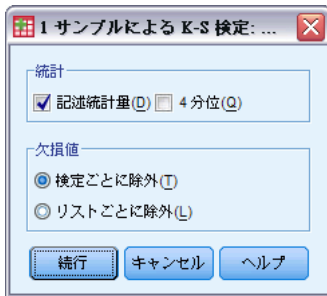 1 サンプルによる K-S 検定: ...
統計
記述統計量(D) 4 分位(Q)
欠損値
検定ごとに除外(T)
リストごとに除外(L)
続行 キャンセル ヘルプ